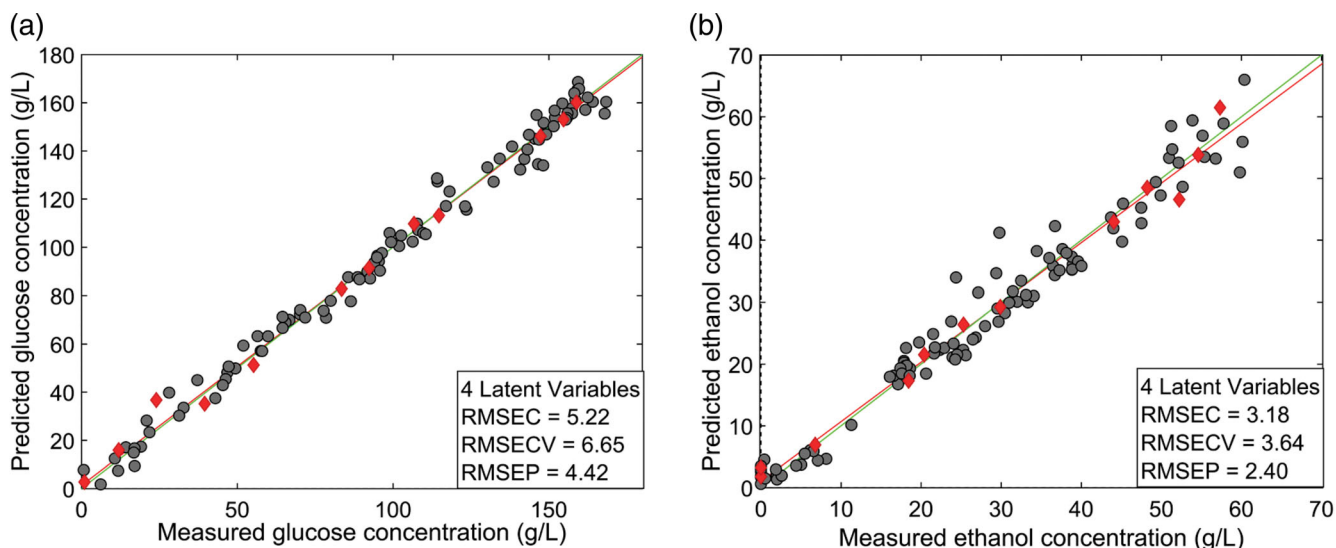 (a)
180
160
140
120
100
80
60
40
20
0
Predicted glucose concentration (g/L)
0
50
100
150
Measured glucose concentration (g/L)
4 Latent Variables
RMSEC = 5.22
RMSECV = 6.65
RMSEP = 4.42
(b)
70
60
50
40
30
20
10
0
Predicted ethanol concentration (g/L)
0
10
20
30
40
50
60
70
Measured ethanol concentration (g/L)
4 Latent Variables
RMSEC = 3.18
RMSECV = 3.64
RMSEP = 2.40